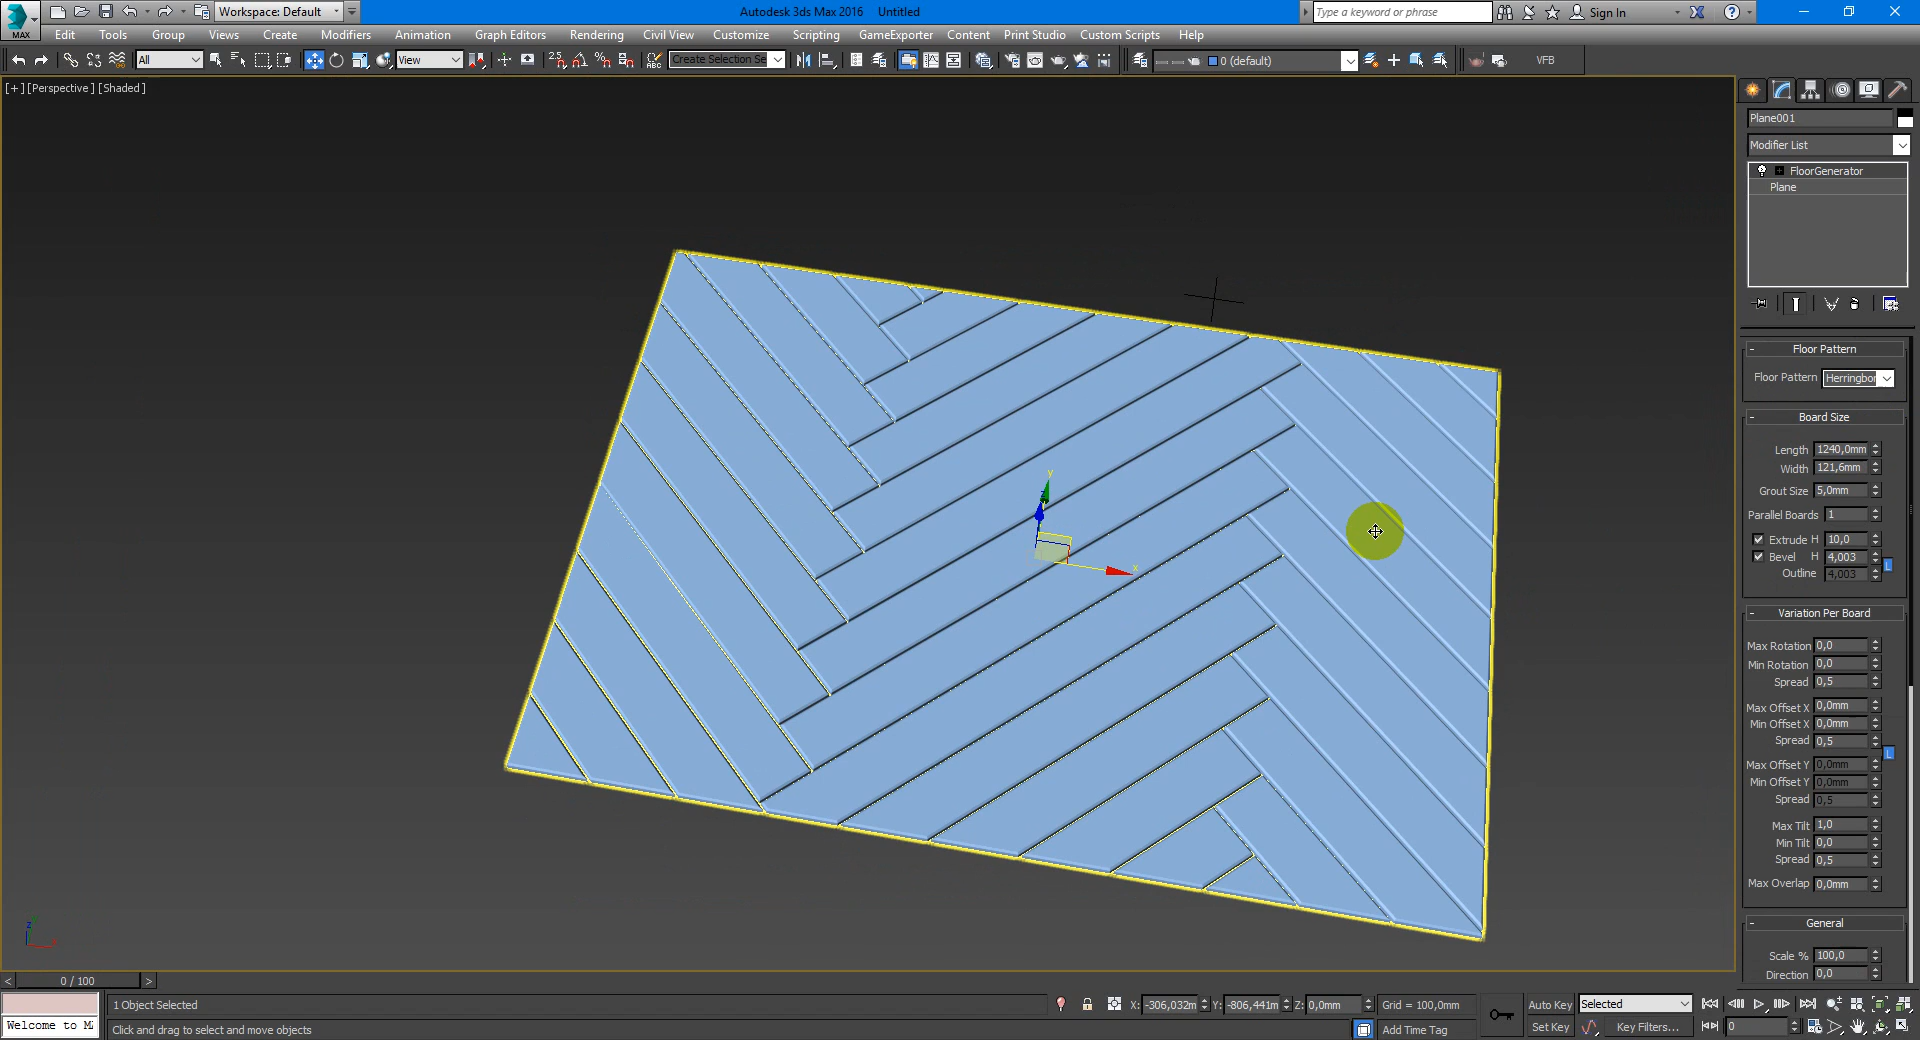 MAX
Workspace: Default
Autodesk 3ds Max 2016 Untitled
Type a keyword or phrase
Sign In
Edit Tools Group Views Create Modifiers Animation Graph Editors Rendering Civil View Customize Scripting GameExporter Content Print Studio Custom Scripts Help
All
View
2.5
Create Selection Se
0 (default)
VFB
[+] [Perspective] [Shaded]
Plane001
Modifier List
FloorGenerator
Plane
- Floor Pattern
Floor Pattern Herringbor
- Board Size
Length 1240,0mm
Width 121,6mm
Grout Size 5,0mm
Parallel Boards 1
Extrude H 10,0
Bevel H 4,003
Outline 4,003
L
- Variation Per Board
Max Rotation 0,0
Min Rotation 0,0
Spread 0,5
Max Offset X 0,0mm
Min Offset X 0,0mm
Spread 0,5
L
Max Offset Y 0,0mm
Min Offset Y 0,0mm
Spread 0,5
Max Tilt 1,0
Min Tilt 0,0
Spread 0,5
Max Overlap 0,0mm
- General
Scale % 100,0
Direction 0,0
y
x
z
< 0 / 100 >
1 Object Selected
X: -306,032m Y: -806,441m Z: 0,0mm
Grid = 100,0mm
Auto Key Selected
Welcome to M
Click and drag to select and move objects
Add Time Tag
Set Key Key Filters...
0